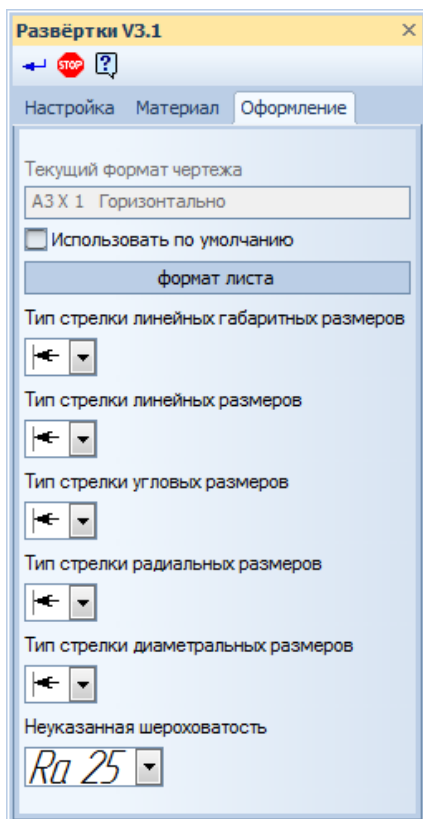 Развёртки V3.1
STOP
?
Настройка Материал Оформление
Текущий формат чертежа
А3 X 1 Горизонтально
Использовать по умолчанию
формат листа
Тип стрелки линейных габаритных размеров
Тип стрелки линейных размеров
Тип стрелки угловых размеров
Тип стрелки радиальных размеров
Тип стрелки диаметральных размеров
Неуказанная шероховатость
Ra 25